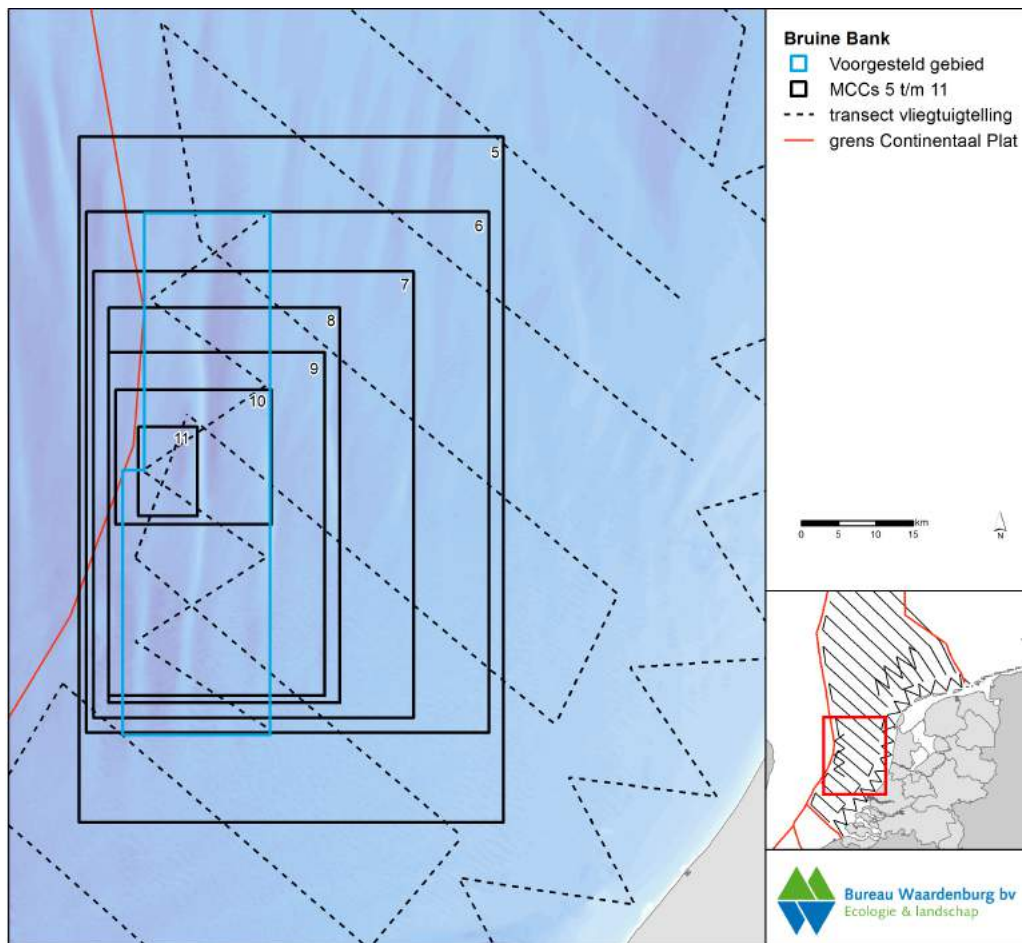 Bruine Bank
Voorgesteld gebied
MCCs 5 t/m 11
transect vliegtuigtelling
grens Continentaal Plat
5
6
7
8
9
10
11
km
0 5 10 15
N
Bureau Waardenburg bv
Ecologie & landschap